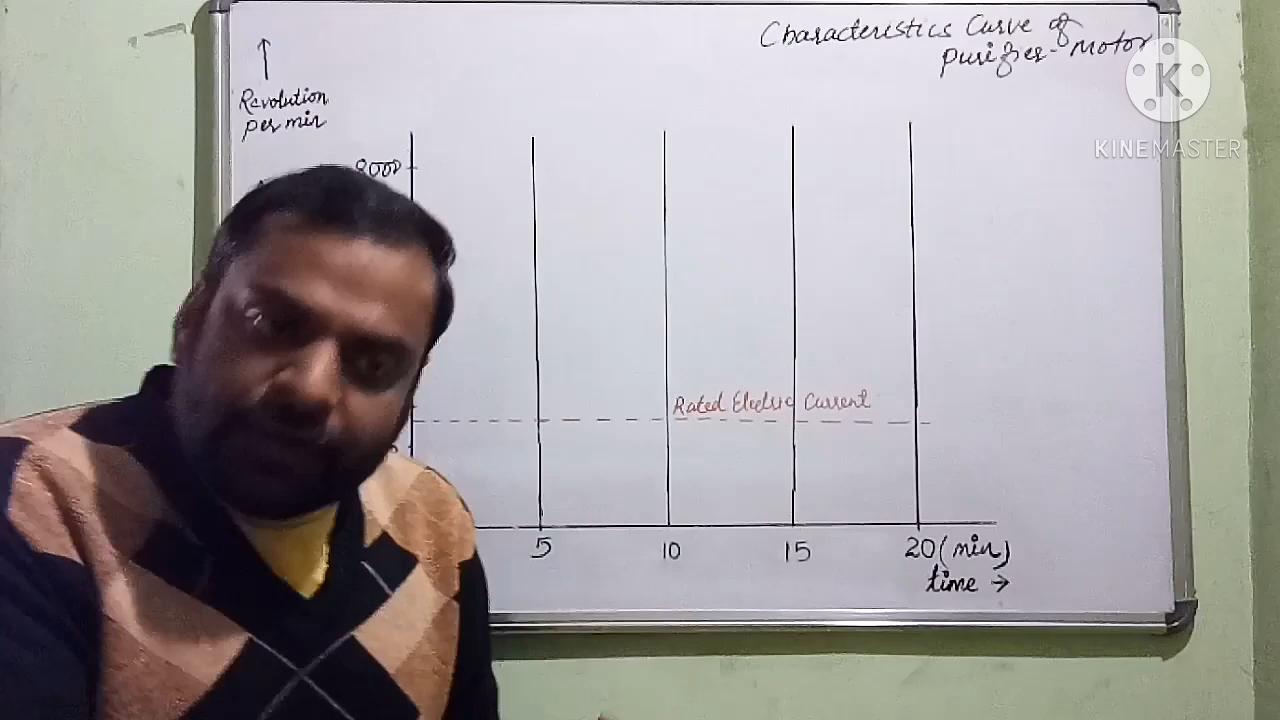 Characteristics Curve of
Purifier - Motor
K
KINEMASTER
Revolution
per min
8000
Rated Electric Current
5 10 15 20 (min)
time →